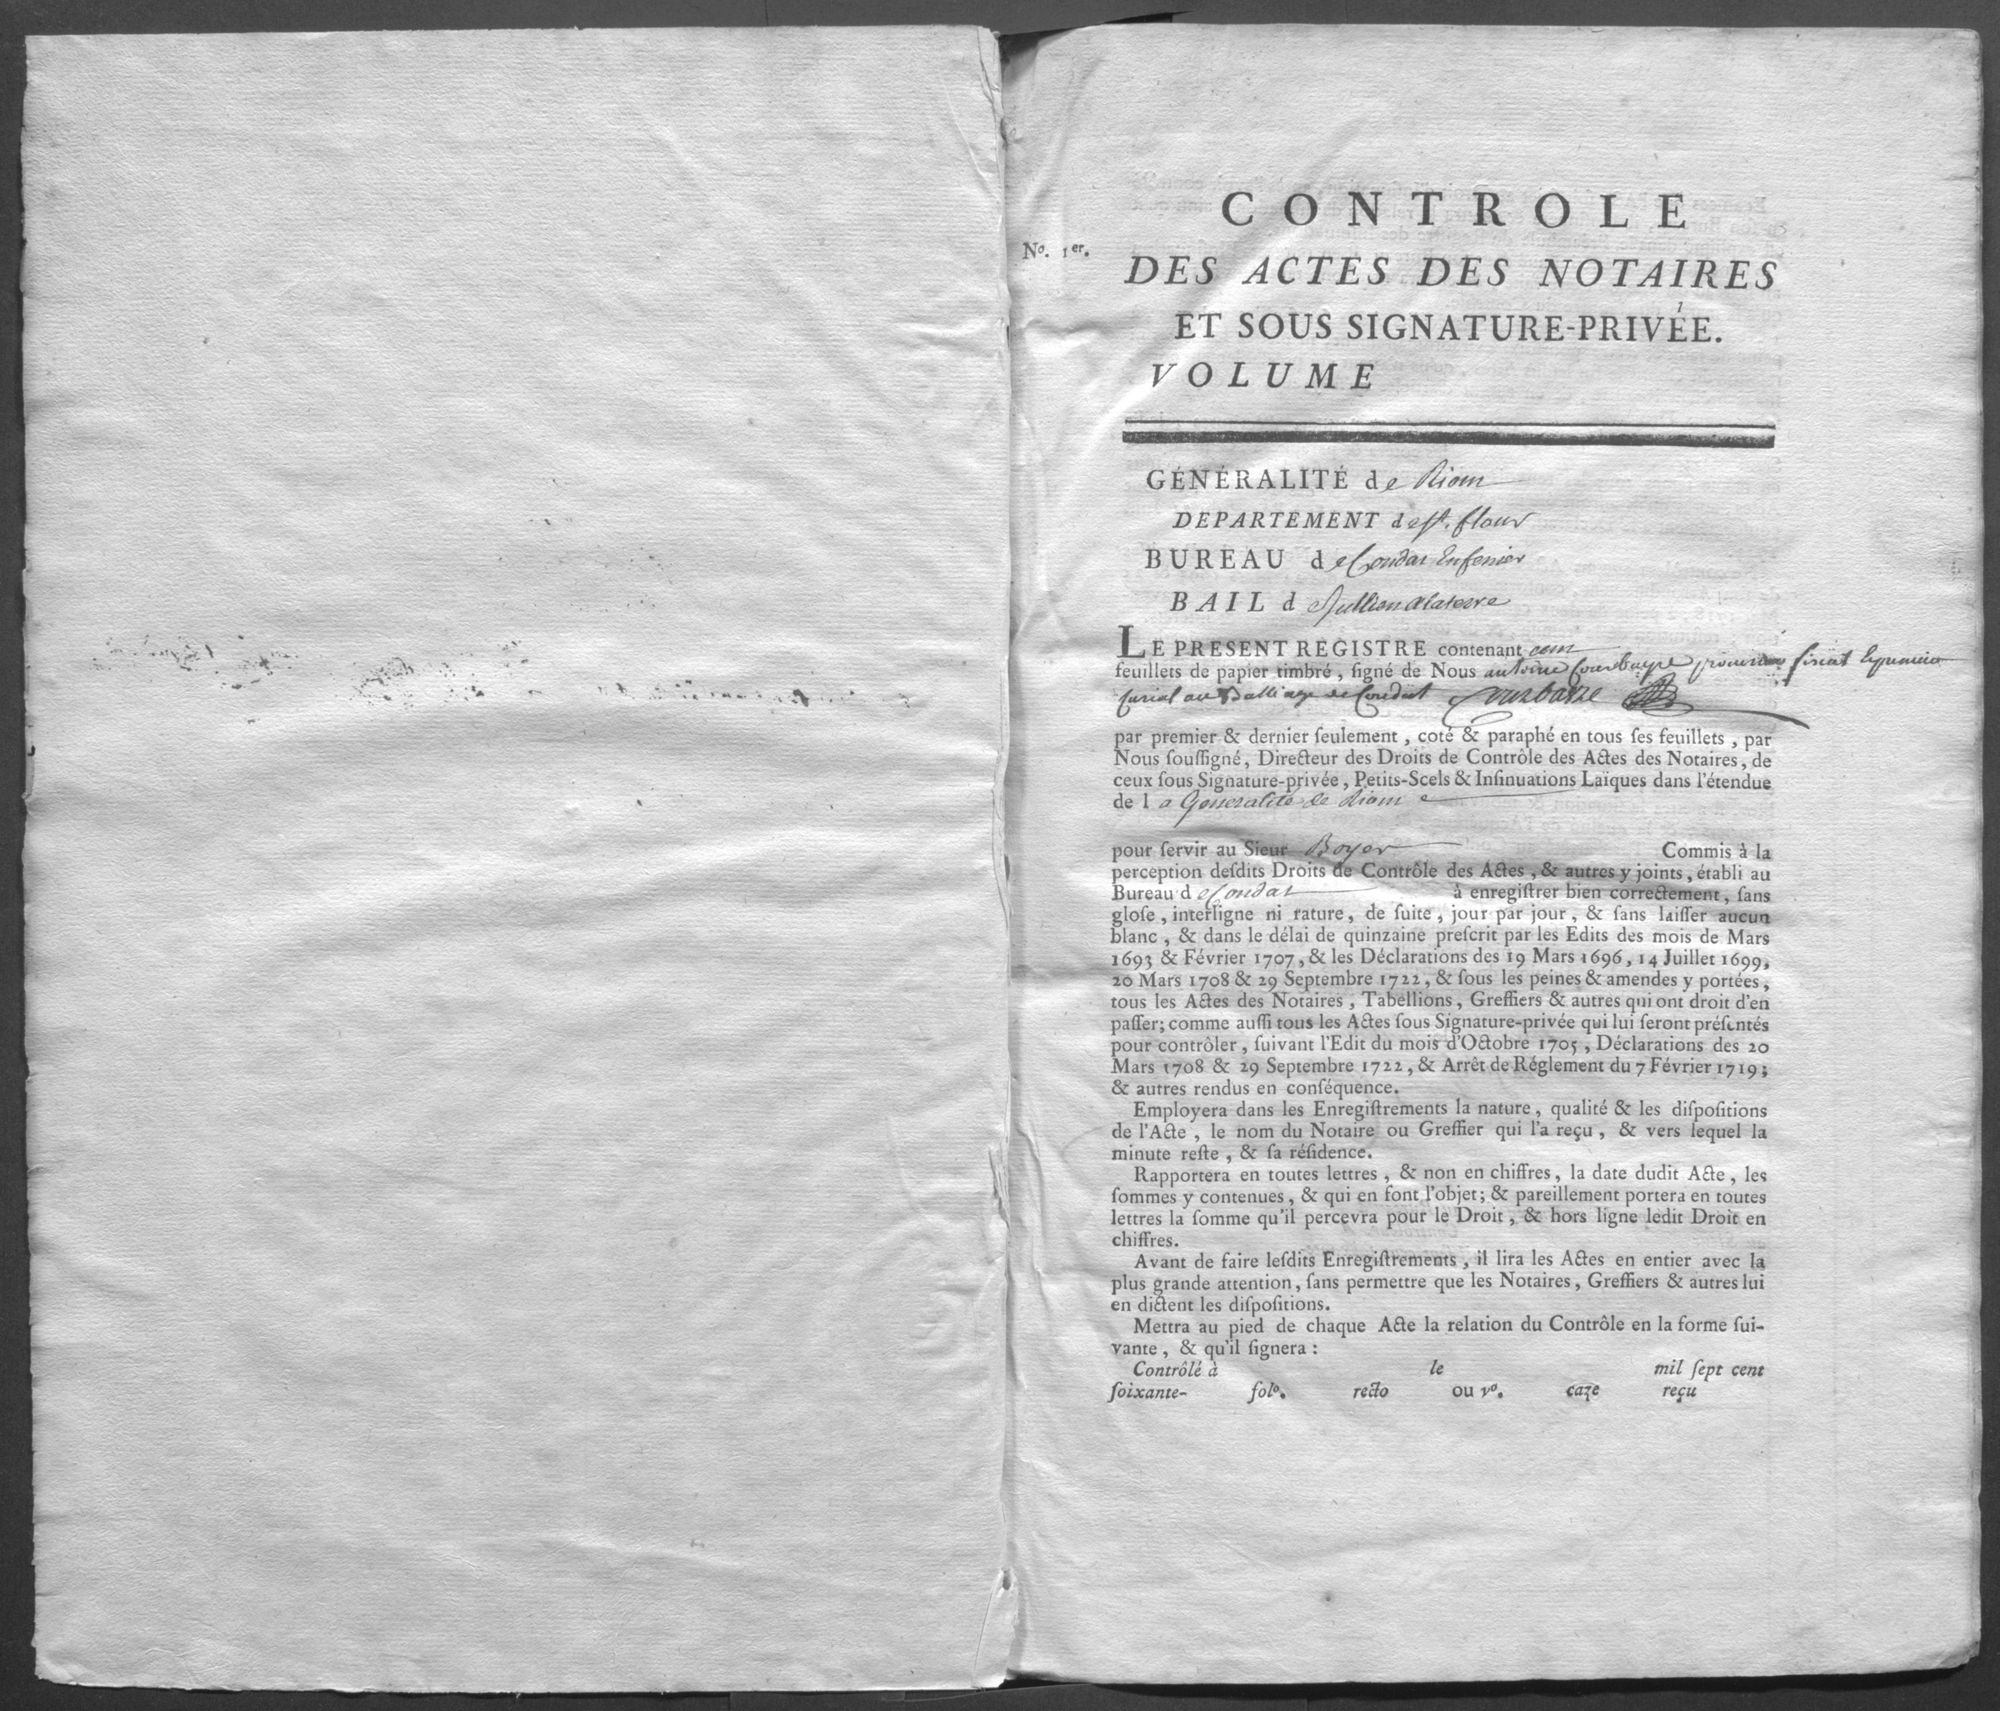 CONTROLE
No. 1er.
DES ACTES DES NOTAIRES
ET SOUS SIGNATURE-PRIVÉE.
VOLUME
GÉNÉRALITÉ de Riom
DEPARTEMENT de St. flour
BUREAU de Condat Enfenier
BAIL d Jullien alaterre
LE PRESENT REGISTRE contenant cent
feuillets de papier timbré, ſigné de Nous antoine Courbayre procureur fiscal
au Balliage de Condat Courbayre
par premier & dernier ſeulement, coté & paraphé en tous ſes feuillets, par
Nous ſouſſigné, Directeur des Droits de Contrôle des Actes des Notaires, de
ceux ſous Signature-privée, Petits-Scels & Inſinuations Laïques dans l'étendue
de la Generalité de Riom
pour ſervir au Sieur Boyer Commis à la
perception deſdits Droits de Contrôle des Actes, & autres y joints, établi au
Bureau de Condat à enregiſtrer bien correctement, ſans
gloſe, interligne ni rature, de ſuite, jour par jour, & ſans laiſſer aucun
blanc, & dans le délai de quinzaine preſcrit par les Edits des mois de Mars
1693 & Février 1707, & les Déclarations des 19 Mars 1696, 14 Juillet 1699,
20 Mars 1708 & 29 Septembre 1722, & ſous les peines & amendes y portées,
tous les Actes des Notaires, Tabellions, Greffiers & autres qui ont droit d'en
paſſer; comme auſſi tous les Actes ſous Signature-privée qui lui ſeront préſentés
pour contrôler, ſuivant l'Edit du mois d'Octobre 1705, Déclarations des 20
Mars 1708 & 29 Septembre 1722, & Arrêt de Réglement du 7 Février 1719;
& autres rendus en conſéquence.
Employera dans les Enregiſtrements la nature, qualité & les diſpoſitions
de l'Acte, le nom du Notaire ou Greffier qui l'a reçu, & vers lequel la
minute reſte, & ſa réſidence.
Rapportera en toutes lettres, & non en chiffres, la date dudit Acte, les
ſommes y contenues, & qui en font l'objet; & pareillement portera en toutes
lettres la ſomme qu'il percevra pour le Droit, & hors ligne ledit Droit en
chiffres.
Avant de faire leſdits Enregiſtrements, il lira les Actes en entier avec la
plus grande attention, ſans permettre que les Notaires, Greffiers & autres lui
en dictent les diſpoſitions.
Mettra au pied de chaque Acte la relation du Contrôle en la forme ſui-
vante, & qu'il ſignera :
Contrôlé à le mil ſept cent
ſoixante- folo. recto ou vo. caze reçu